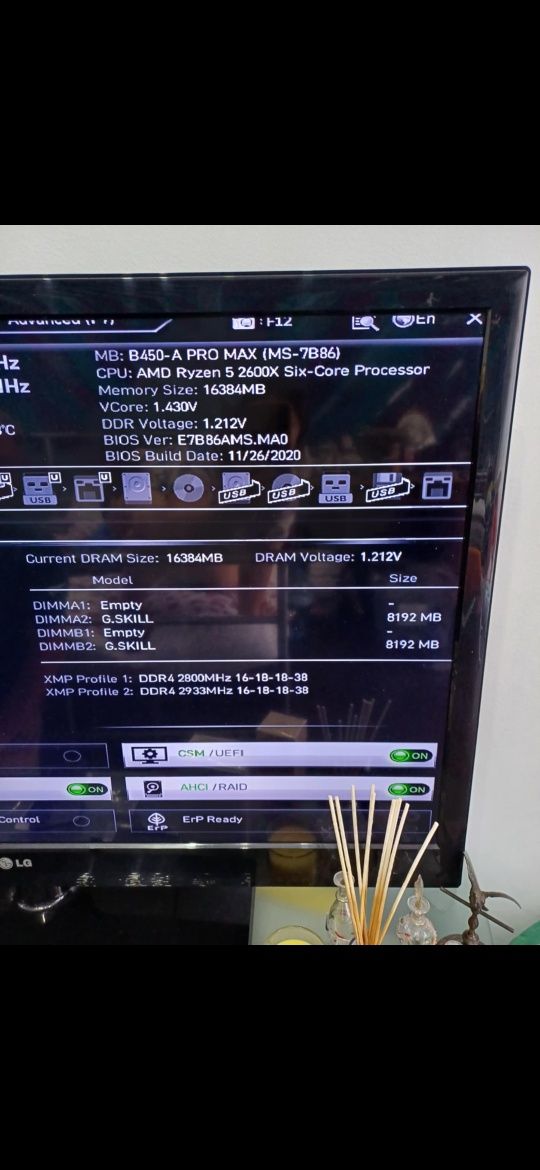 : F12
En
X
Hz
MB: B450-A PRO MAX (MS-7B86)
CPU: AMD Ryzen 5 2600X Six-Core Processor
Hz
Memory Size: 16384MB
VCore: 1.430V
DDR Voltage: 1.212V
°C
BIOS Ver: E7B86AMS.MA0
BIOS Build Date: 11/26/2020
U
U
U
USB
USB
USB
USB
USB
Current DRAM Size: 16384MB DRAM Voltage: 1.212V
Model Size
DIMMA1: Empty -
DIMMA2: G.SKILL 8192 MB
DIMMB1: Empty -
DIMMB2: G.SKILL 8192 MB
XMP Profile 1: DDR4 2800MHz 16-18-18-38
XMP Profile 2: DDR4 2933MHz 16-18-18-38
CSM /UEFI ON
ON AHCI /RAID ON
Control ErP ErP Ready
LG